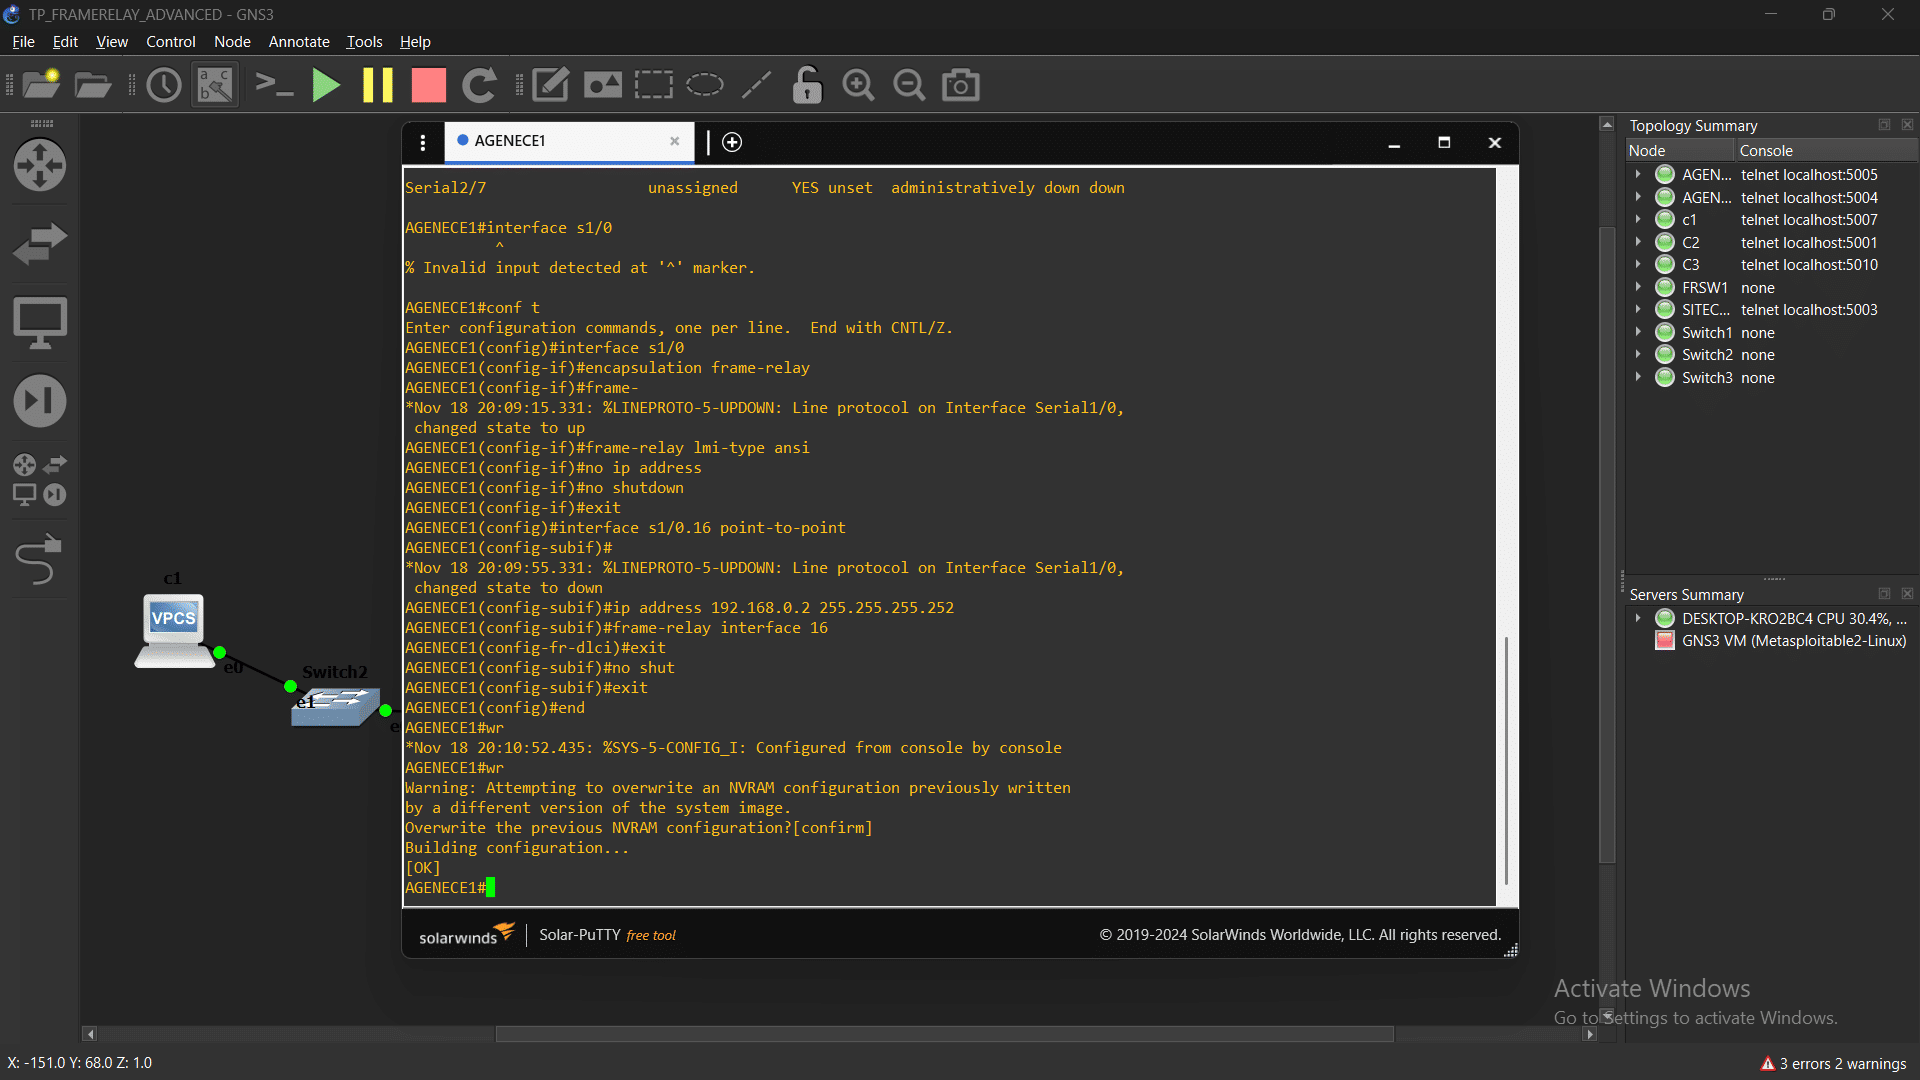 TP_FRAMERELAY_ADVANCED - GNS3
File Edit View Control Node Annotate Tools Help
AGENECE1
Serial2/7 unassigned YES unset administratively down down
AGENECE1#interface s1/0
^
% Invalid input detected at '^' marker.
AGENECE1#conf t
Enter configuration commands, one per line. End with CNTL/Z.
AGENECE1(config)#interface s1/0
AGENECE1(config-if)#encapsulation frame-relay
AGENECE1(config-if)#frame-
*Nov 18 20:09:15.331: %LINEPROTO-5-UPDOWN: Line protocol on Interface Serial1/0,
changed state to up
AGENECE1(config-if)#frame-relay lmi-type ansi
AGENECE1(config-if)#no ip address
AGENECE1(config-if)#no shutdown
AGENECE1(config-if)#exit
AGENECE1(config)#interface s1/0.16 point-to-point
AGENECE1(config-subif)#
*Nov 18 20:09:55.331: %LINEPROTO-5-UPDOWN: Line protocol on Interface Serial1/0,
changed state to down
AGENECE1(config-subif)#ip address 192.168.0.2 255.255.255.252
AGENECE1(config-subif)#frame-relay interface 16
AGENECE1(config-fr-dlci)#exit
AGENECE1(config-subif)#no shut
AGENECE1(config-subif)#exit
AGENECE1(config)#end
AGENECE1#wr
*Nov 18 20:10:52.435: %SYS-5-CONFIG_I: Configured from console by console
AGENECE1#wr
Warning: Attempting to overwrite an NVRAM configuration previously written
by a different version of the system image.
Overwrite the previous NVRAM configuration?[confirm]
Building configuration...
[OK]
AGENECE1#
solarwinds Solar-PuTTY free tool © 2019-2024 SolarWinds Worldwide, LLC. All rights reserved.
c1
VPCS
e0
Switch2
e1
e
Topology Summary
Node Console
AGEN... telnet localhost:5005
AGEN... telnet localhost:5004
c1 telnet localhost:5007
C2 telnet localhost:5001
C3 telnet localhost:5010
FRSW1 none
SITEC... telnet localhost:5003
Switch1 none
Switch2 none
Switch3 none
Servers Summary
DESKTOP-KRO2BC4 CPU 30.4%, ...
GNS3 VM (Metasploitable2-Linux)
Activate Windows
Go to Settings to activate Windows.
X: -151.0 Y: 68.0 Z: 1.0
3 errors 2 warnings